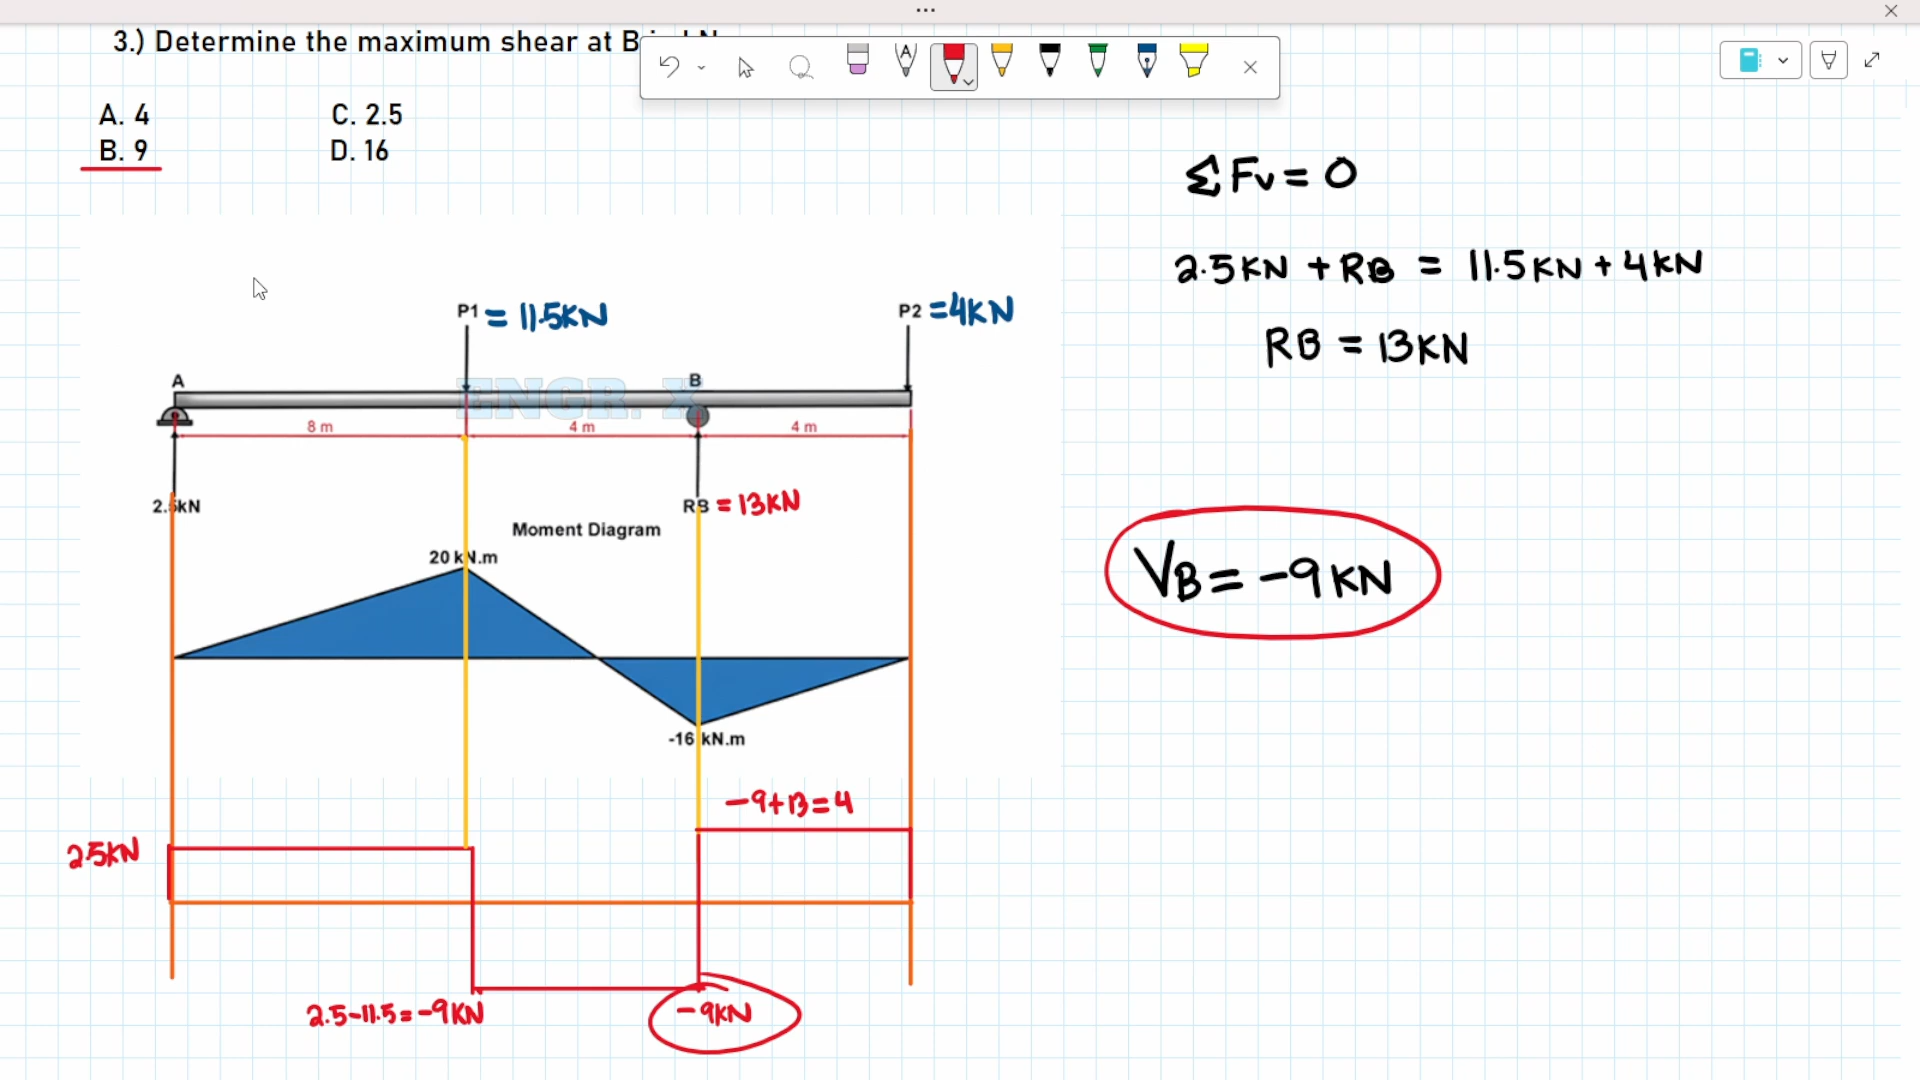 3.) Determine the maximum shear at B
A. 4
C. 2.5
B. 9
D. 16
ΣFv = 0
2.5KN + RB = 11.5KN + 4KN
RB = 13KN
P1 = 11.5KN
P2 = 4KN
A
B
ENGR. X
8 m
4 m
4 m
2.5kN
RB = 13KN
Moment Diagram
20 kN.m
VB = -9KN
-16 kN.m
-9+13=4
2.5KN
2.5-11.5=-9KN
-9KN